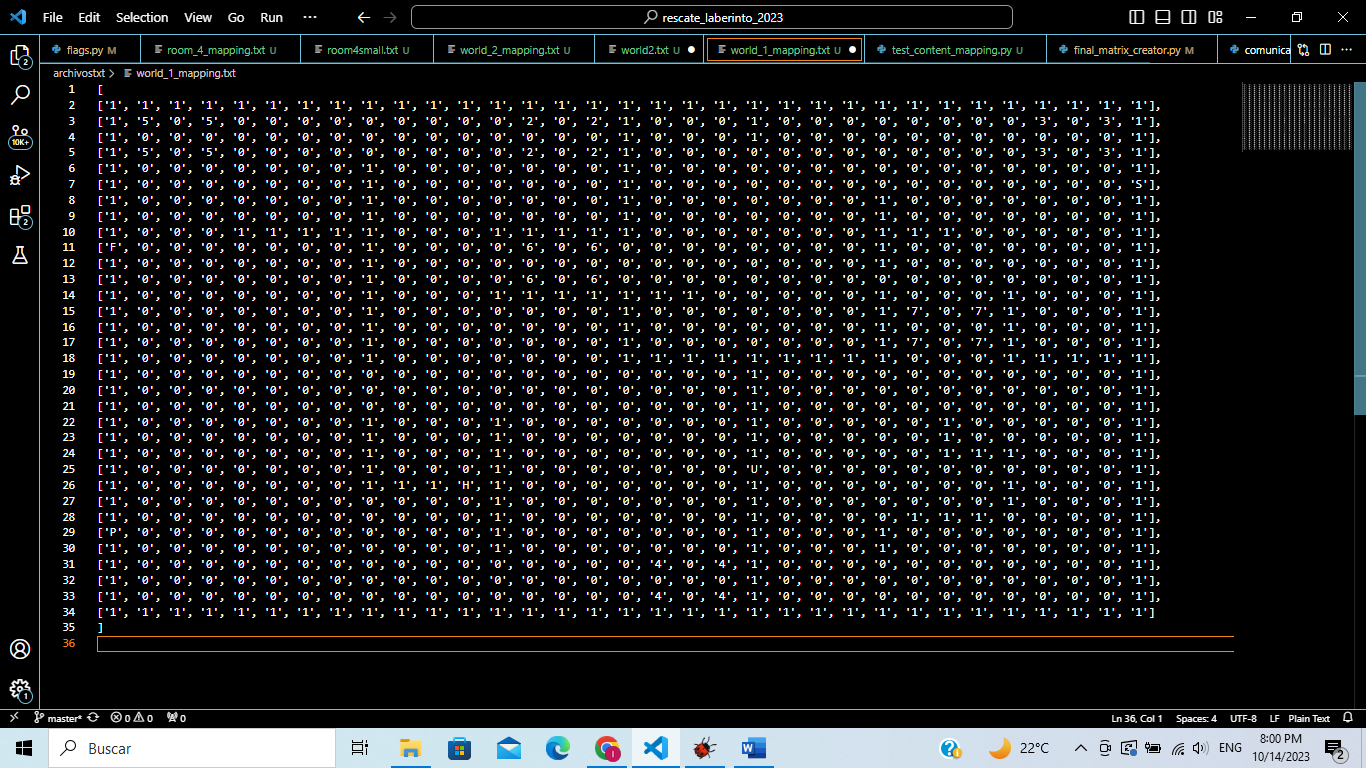 File Edit Selection View Go Run ··· rescate_laberinto_2023
flags.py M room_4_mapping.txt U room4small.txt U world_2_mapping.txt U world2.txt U world_1_mapping.txt U test_content_mapping.py U final_matrix_creator.py M comunica
archivostxt > world_1_mapping.txt
1 [
2 ['1', '1', '1', '1', '1', '1', '1', '1', '1', '1', '1', '1', '1', '1', '1', '1', '1', '1', '1', '1', '1', '1', '1', '1', '1', '1', '1', '1', '1', '1', '1', '1', '1'],
3 ['1', '5', '0', '5', '0', '0', '0', '0', '1', '0', '0', '0', '0', '2', '0', '2', '1', '0', '0', '0', '1', '0', '0', '0', '0', '0', '0', '0', '0', '3', '0', '3', '1'],
4 ['1', '0', '0', '0', '0', '0', '0', '0', '1', '0', '0', '0', '0', '0', '0', '0', '1', '0', '0', '0', '1', '0', '0', '0', '0', '0', '0', '0', '0', '0', '0', '0', '1'],
5 ['1', '5', '0', '5', '0', '0', '0', '0', '1', '0', '0', '0', '0', '2', '0', '2', '1', '0', '0', '0', '0', '0', '0', '0', '0', '0', '0', '0', '0', '3', '0', '3', '1'],
6 ['1', '0', '0', '0', '0', '0', '0', '0', '1', '0', '0', '0', '0', '0', '0', '0', '1', '0', '0', '0', '0', '0', '0', '0', '0', '0', '0', '0', '0', '0', '0', '0', '1'],
7 ['1', '0', '0', '0', '0', '0', '0', '0', '1', '0', '0', '0', '0', '0', '0', '0', '1', '0', '0', '0', '0', '0', '0', '0', '0', '0', '0', '0', '0', '0', '0', '0', 'S'],
8 ['1', '0', '0', '0', '0', '0', '0', '0', '1', '0', '0', '0', '0', '0', '0', '0', '1', '0', '0', '0', '0', '0', '0', '0', '1', '0', '0', '0', '0', '0', '0', '0', '1'],
9 ['1', '0', '0', '0', '0', '0', '0', '0', '1', '0', '0', '0', '0', '0', '0', '0', '1', '0', '0', '0', '0', '0', '0', '0', '1', '0', '0', '0', '0', '0', '0', '0', '1'],
10 ['1', '0', '0', '0', '1', '1', '1', '1', '1', '0', '0', '0', '1', '1', '1', '1', '1', '0', '0', '0', '0', '0', '0', '0', '1', '1', '1', '0', '0', '0', '0', '0', '1'],
11 ['F', '0', '0', '0', '0', '0', '0', '0', '1', '0', '0', '0', '0', '6', '0', '6', '0', '0', '0', '0', '0', '0', '0', '0', '1', '0', '0', '0', '0', '0', '0', '0', '1'],
12 ['1', '0', '0', '0', '0', '0', '0', '0', '1', '0', '0', '0', '0', '0', '0', '0', '0', '0', '0', '0', '0', '0', '0', '0', '1', '0', '0', '0', '0', '0', '0', '0', '1'],
13 ['1', '0', '0', '0', '0', '0', '0', '0', '1', '0', '0', '0', '0', '6', '0', '6', '0', '0', '0', '0', '0', '0', '0', '0', '1', '0', '0', '0', '0', '0', '0', '0', '1'],
14 ['1', '0', '0', '0', '0', '0', '0', '0', '1', '0', '0', '0', '1', '1', '1', '1', '1', '1', '1', '0', '0', '0', '0', '0', '1', '0', '0', '0', '1', '0', '0', '0', '1'],
15 ['1', '0', '0', '0', '0', '0', '0', '0', '1', '0', '0', '0', '0', '0', '0', '0', '1', '0', '0', '0', '0', '0', '0', '0', '1', '7', '0', '7', '1', '0', '0', '0', '1'],
16 ['1', '0', '0', '0', '0', '0', '0', '0', '1', '0', '0', '0', '0', '0', '0', '0', '1', '0', '0', '0', '0', '0', '0', '0', '1', '0', '0', '0', '1', '0', '0', '0', '1'],
17 ['1', '0', '0', '0', '0', '0', '0', '0', '1', '0', '0', '0', '0', '0', '0', '0', '1', '0', '0', '0', '0', '0', '0', '0', '1', '7', '0', '7', '1', '0', '0', '0', '1'],
18 ['1', '0', '0', '0', '0', '0', '0', '0', '1', '0', '0', '0', '0', '0', '0', '0', '1', '1', '1', '1', '1', '1', '1', '1', '1', '0', '0', '0', '1', '1', '1', '1', '1'],
19 ['1', '0', '0', '0', '0', '0', '0', '0', '1', '0', '0', '0', '0', '0', '0', '0', '0', '0', '0', '0', '1', '0', '0', '0', '0', '0', '0', '0', '0', '0', '0', '0', '1'],
20 ['1', '0', '0', '0', '0', '0', '0', '0', '1', '0', '0', '0', '0', '0', '0', '0', '0', '0', '0', '0', '1', '0', '0', '0', '0', '0', '0', '0', '0', '0', '0', '0', '1'],
21 ['1', '0', '0', '0', '0', '0', '0', '0', '1', '0', '0', '0', '0', '0', '0', '0', '0', '0', '0', '0', '1', '0', '0', '0', '0', '0', '0', '0', '0', '0', '0', '0', '1'],
22 ['1', '0', '0', '0', '0', '0', '0', '0', '1', '0', '0', '0', '1', '0', '0', '0', '0', '0', '0', '0', '1', '0', '0', '0', '0', '0', '1', '0', '0', '0', '0', '0', '1'],
23 ['1', '0', '0', '0', '0', '0', '0', '0', '1', '0', '0', '0', '1', '0', '0', '0', '0', '0', '0', '0', '1', '0', '0', '0', '0', '0', '1', '0', '0', '0', '0', '0', '1'],
24 ['1', '0', '0', '0', '0', '0', '0', '0', '1', '0', '0', '0', '1', '0', '0', '0', '0', '0', '0', '0', '1', '0', '0', '0', '0', '0', '1', '1', '1', '0', '0', '0', '1'],
25 ['1', '0', '0', '0', '0', '0', '0', '0', '1', '0', '0', '0', '1', '0', '0', '0', '0', '0', '0', '0', 'U', '0', '0', '0', '0', '0', '0', '0', '0', '0', '0', '0', '1'],
26 ['1', '0', '0', '0', '0', '0', '0', '0', '1', '1', '1', 'H', '1', '0', '0', '0', '0', '0', '0', '0', '1', '0', '0', '0', '0', '0', '0', '0', '1', '0', '0', '0', '1'],
27 ['1', '0', '0', '0', '0', '0', '0', '0', '0', '0', '0', '0', '1', '0', '0', '0', '0', '0', '0', '0', '1', '0', '0', '0', '0', '0', '0', '0', '1', '0', '0', '0', '1'],
28 ['1', '0', '0', '0', '0', '0', '0', '0', '0', '0', '0', '0', '1', '0', '0', '0', '0', '0', '0', '0', '1', '0', '0', '0', '0', '1', '1', '1', '0', '0', '0', '0', '1'],
29 ['P', '0', '0', '0', '0', '0', '0', '0', '0', '0', '0', '0', '1', '0', '0', '0', '0', '0', '0', '0', '1', '0', '0', '0', '1', '0', '0', '0', '0', '0', '0', '0', '1'],
30 ['1', '0', '0', '0', '0', '0', '0', '0', '0', '0', '0', '0', '1', '0', '0', '0', '0', '0', '0', '0', '1', '0', '0', '0', '1', '0', '0', '0', '0', '0', '0', '0', '1'],
31 ['1', '0', '0', '0', '0', '0', '0', '0', '0', '0', '0', '0', '1', '0', '0', '0', '0', '4', '0', '4', '1', '0', '0', '0', '0', '0', '0', '0', '0', '0', '0', '0', '1'],
32 ['1', '0', '0', '0', '0', '0', '0', '0', '0', '0', '0', '0', '1', '0', '0', '0', '0', '0', '0', '0', '1', '0', '0', '0', '0', '0', '0', '0', '0', '0', '0', '0', '1'],
33 ['1', '0', '0', '0', '0', '0', '0', '0', '0', '0', '0', '0', '1', '0', '0', '0', '0', '4', '0', '4', '1', '0', '0', '0', '0', '0', '0', '0', '0', '0', '0', '0', '1'],
34 ['1', '1', '1', '1', '1', '1', '1', '1', '1', '1', '1', '1', '1', '1', '1', '1', '1', '1', '1', '1', '1', '1', '1', '1', '1', '1', '1', '1', '1', '1', '1', '1', '1']
35 ]
36
2
10K+
2
1
master* 0 0 0 Ln 36, Col 1 Spaces: 4 UTF-8 LF Plain Text
Buscar 22°C ENG 8:00 PM
10/14/2023 2